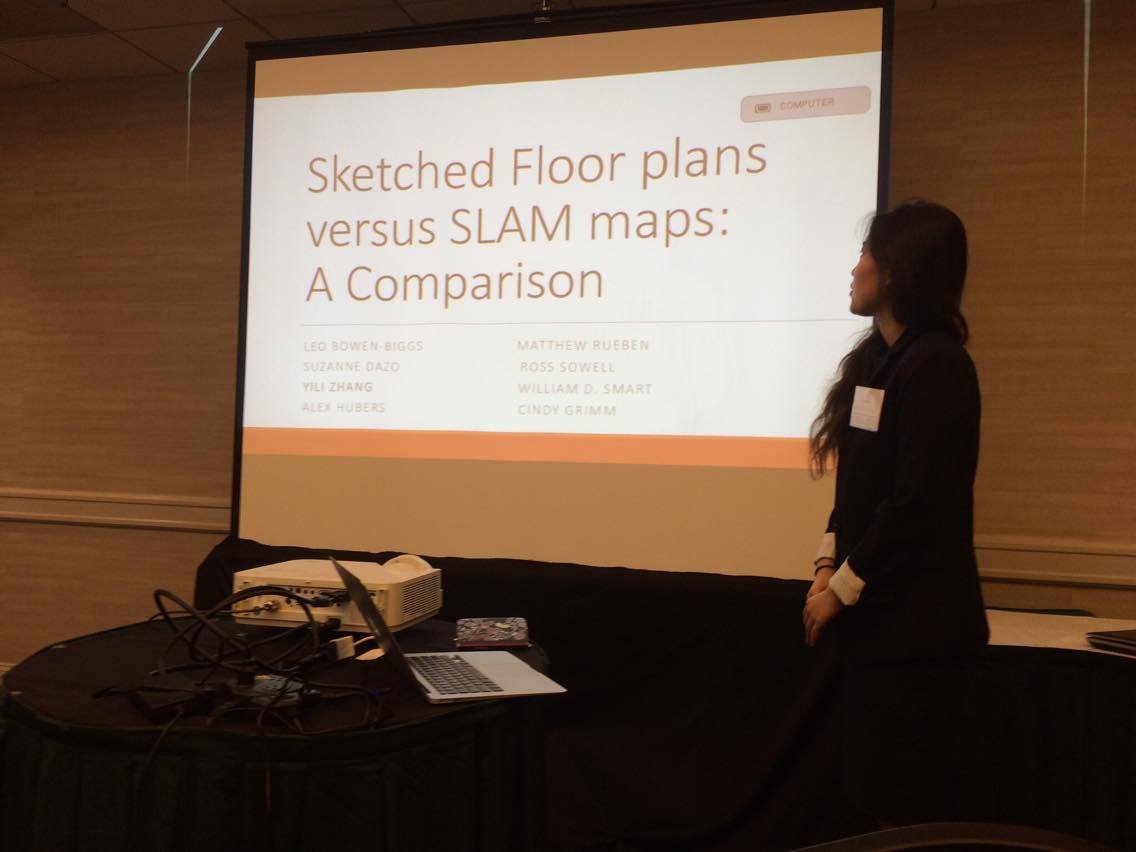 COMPUTER
Sketched Floor plans
versus SLAM maps:
A Comparison
LEO BOWEN-BIGGS
SUZANNE DAZO
YILI ZHANG
ALEX HUBERS
MATTHEW RUEBEN
ROSS SOWELL
WILLIAM D. SMART
CINDY GRIMM